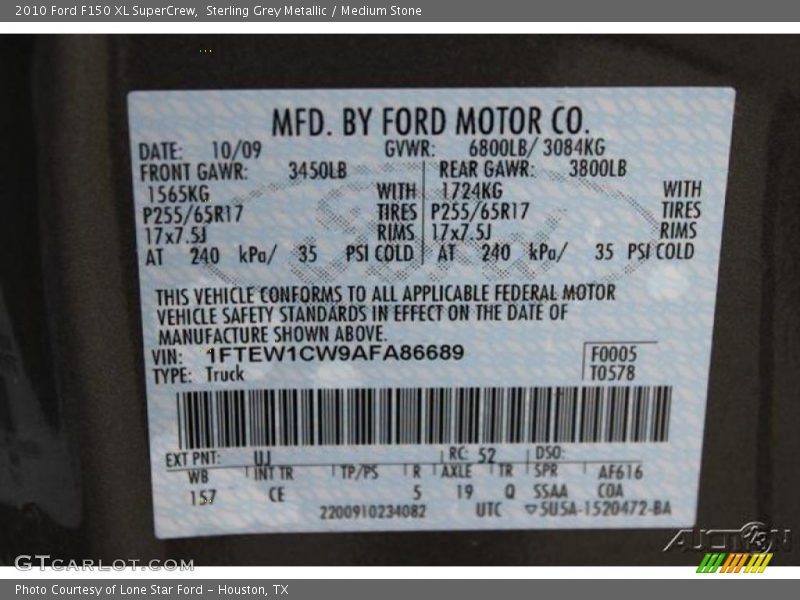 2010 Ford F150 XL SuperCrew,  Sterling Grey Metallic / Medium Stone
MFD. BY FORD MOTOR CO.
DATE: 10/09 GVWR: 6800LB/ 3084KG
FRONT GAWR: 3450LB REAR GAWR: 3800LB
1565KG WITH 1724KG WITH
P255/65R17 TIRES P255/65R17 TIRES
17x7.5J RIMS 17x7.5J RIMS
AT 240 kPa/ 35 PSI COLD AT 240 kPa/ 35 PSI COLD
THIS VEHICLE CONFORMS TO ALL APPLICABLE FEDERAL MOTOR
VEHICLE SAFETY STANDARDS IN EFFECT ON THE DATE OF
MANUFACTURE SHOWN ABOVE.
VIN: 1FTEW1CW9AFA86689 F0005
TYPE: Truck T0578
EXT PNT: UJ RC: 52 DSO:
WB INT TR TP/PS R AXLE TR SPR AF616
157 CE 5 19 Q SSAA COA
2200910234082 UTC ▽5U5A-1520472-BA
GTCarLot.com
AUCTION123
Photo Courtesy of Lone Star Ford - Houston, TX